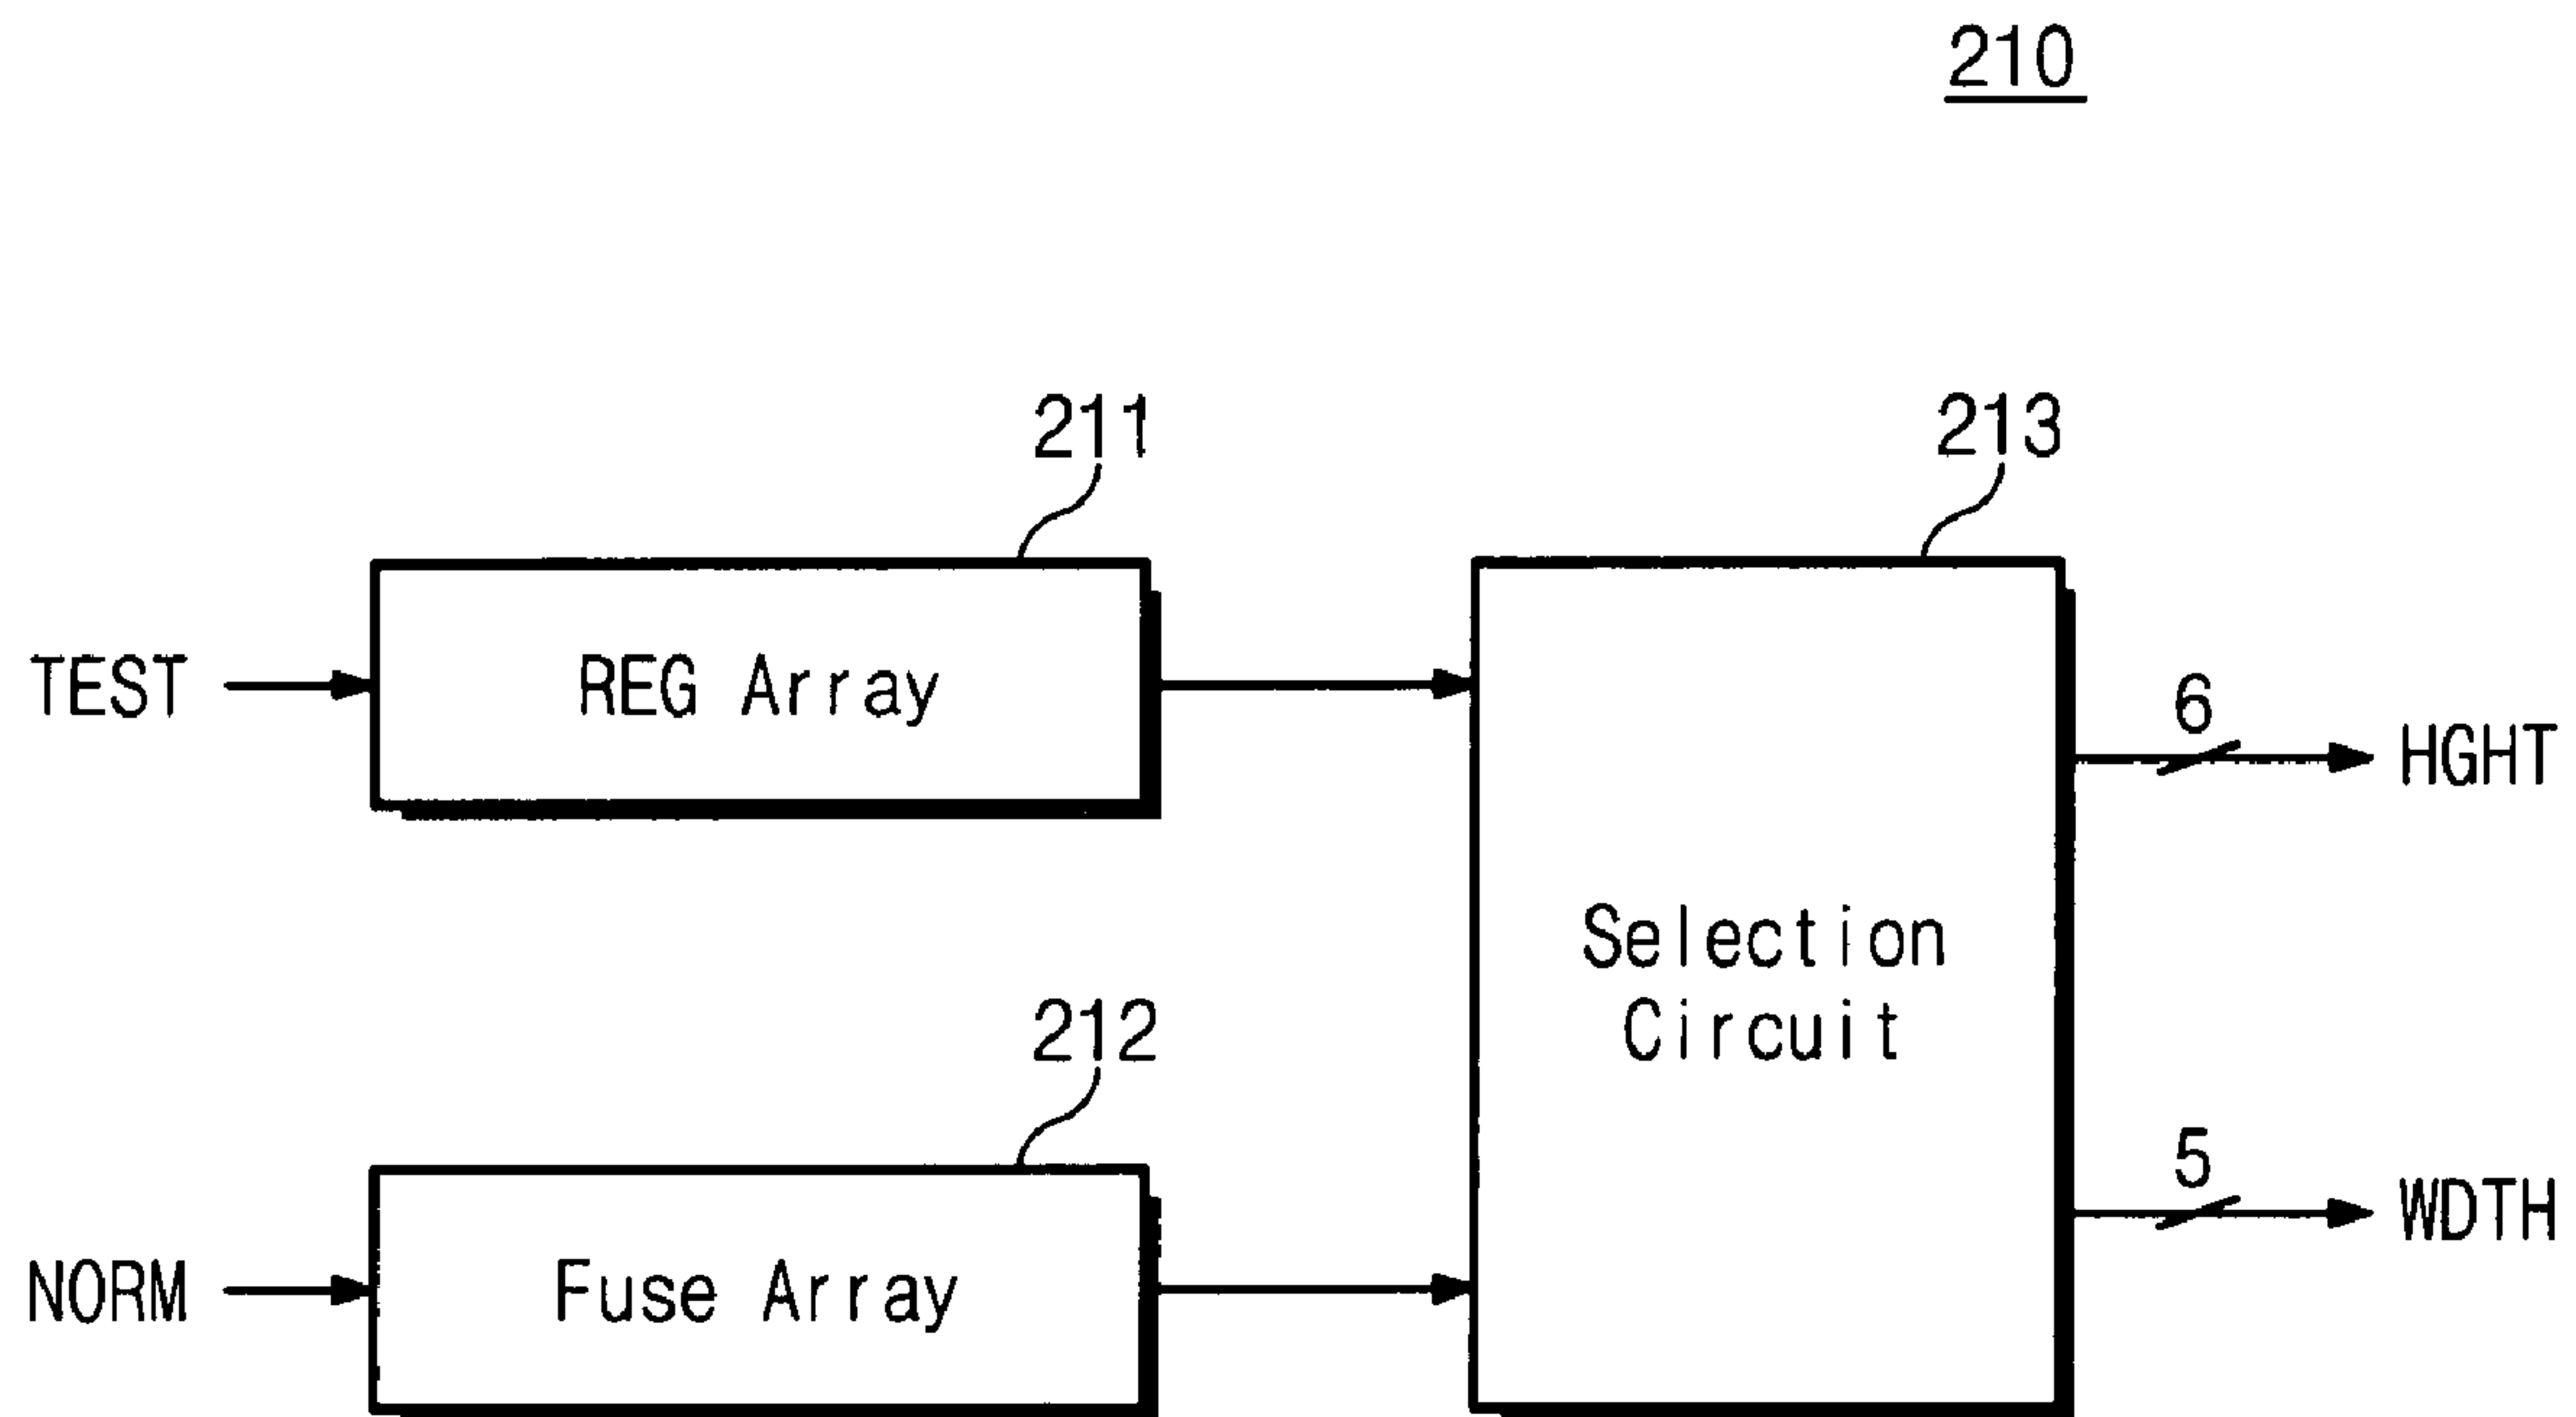 210
211
213
TEST
REG Array
6
HGHT
Selection
Circuit
212
5
WDTH
NORM
Fuse Array